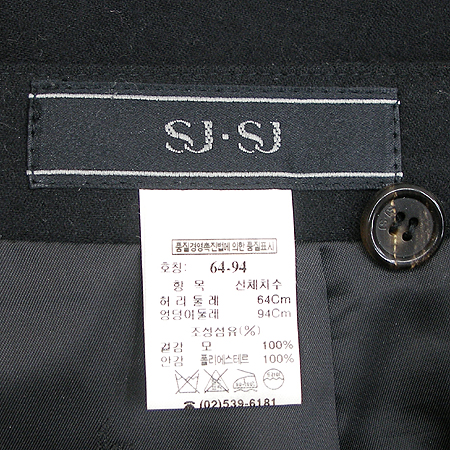 SJ·SJ
품질경영촉진법에 의한 품질표시
호칭: 64-94
항 목 신체치수
허리둘레 64Cm
엉덩이둘레 94Cm
조성섬유(%)
겉감 모 100%
안감 폴리에스테르 100%
☎ (02)539-6181